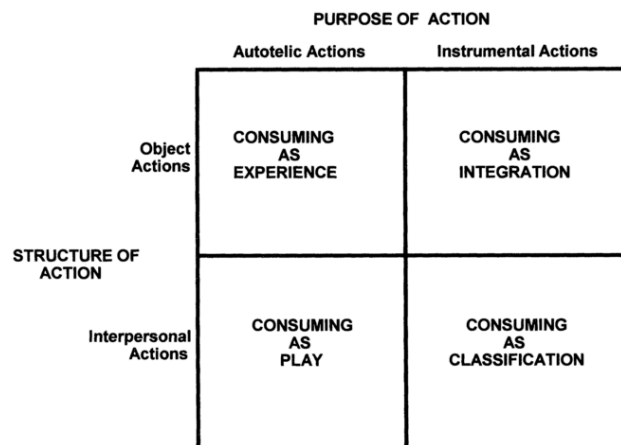 PURPOSE OF ACTION
Autotelic Actions
Instrumental Actions
Object
Actions
CONSUMING
AS
EXPERIENCE
CONSUMING
AS
INTEGRATION
STRUCTURE OF
ACTION
Interpersonal
Actions
CONSUMING
AS
PLAY
CONSUMING
AS
CLASSIFICATION